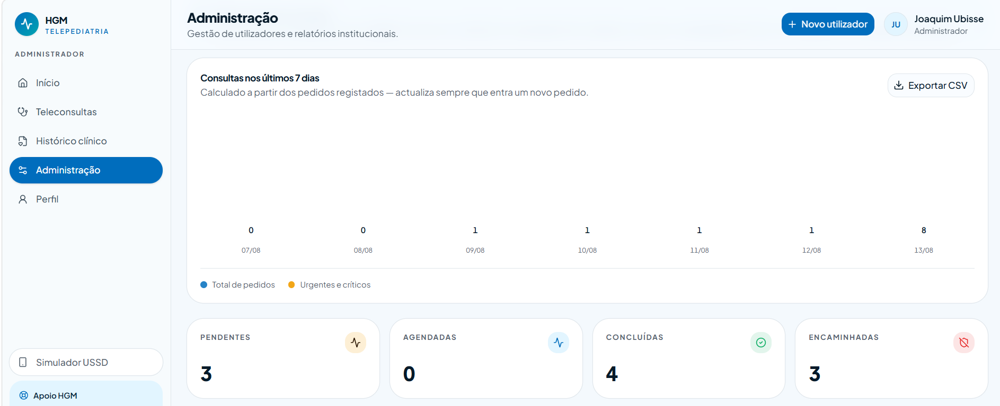 HGM
TELEPEDIATRIA
ADMINISTRADOR
Início
Teleconsultas
Histórico clínico
Administração
Perfil
Simulador USSD
Apoio HGM
Administração
Gestão de utilizadores e relatórios institucionais.
+ Novo utilizador
JU
Joaquim Ubisse
Administrador
Consultas nos últimos 7 dias
Calculado a partir dos pedidos registados — actualiza sempre que entra um novo pedido.
Exportar CSV
0 0 1 1 1 1 8
07/08 08/08 09/08 10/08 11/08 12/08 13/08
Total de pedidos Urgentes e críticos
PENDENTES
3
AGENDADAS
0
CONCLUÍDAS
4
ENCAMINHADAS
3